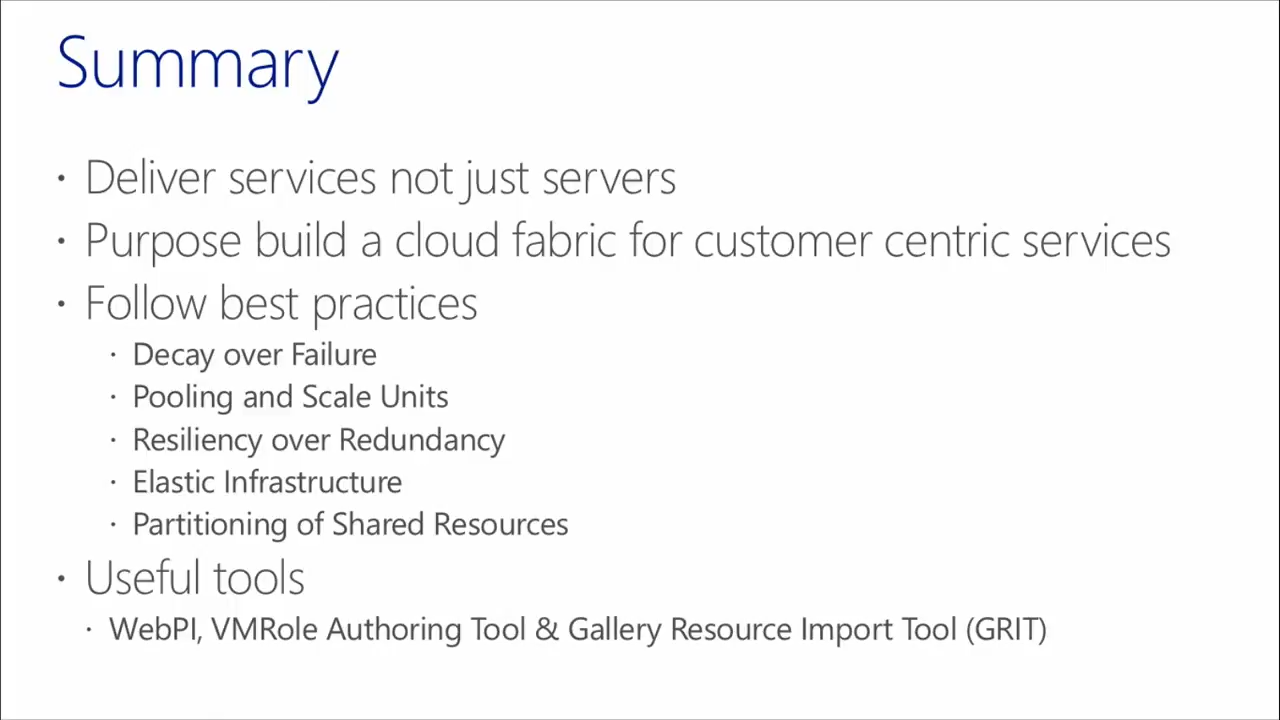 Summary
· Deliver services not just servers
· Purpose build a cloud fabric for customer centric services
· Follow best practices
· Decay over Failure
· Pooling and Scale Units
· Resiliency over Redundancy
· Elastic Infrastructure
· Partitioning of Shared Resources
· Useful tools
· WebPI, VMRole Authoring Tool & Gallery Resource Import Tool (GRIT)